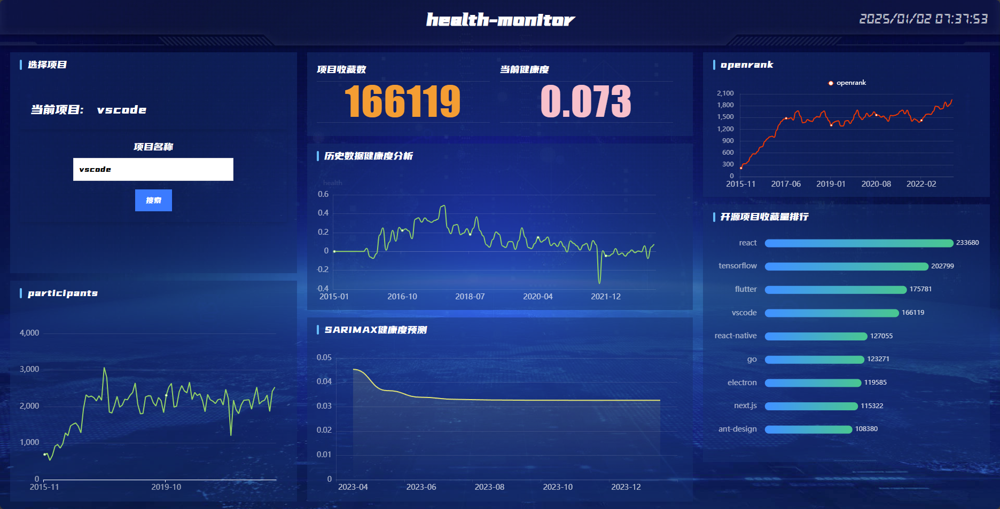 health-monitor
2025/01/02 07:37:53
选择项目
当前项目: vscode
项目名称
vscode
搜索
participants
4,000
3,000
2,000
1,000
0
2015-11
2019-10
项目收藏数
166119
当前健康度
0.073
历史数据健康度分析
health
0.6
0.4
0.2
0
-0.2
-0.4
2015-01
2016-10
2018-07
2020-04
2021-12
SARIMAX健康度预测
0.05
0.04
0.03
0.02
0.01
0
2023-04
2023-06
2023-08
2023-10
2023-12
openrank
openrank
2,100
1,800
1,500
1,200
900
600
300
0
2015-11
2017-06
2019-01
2020-08
2022-02
开源项目收藏量排行
react 233680
tensorflow 202799
flutter 175781
vscode 166119
react-native 127055
go 123271
electron 119585
next.js 115322
ant-design 108380